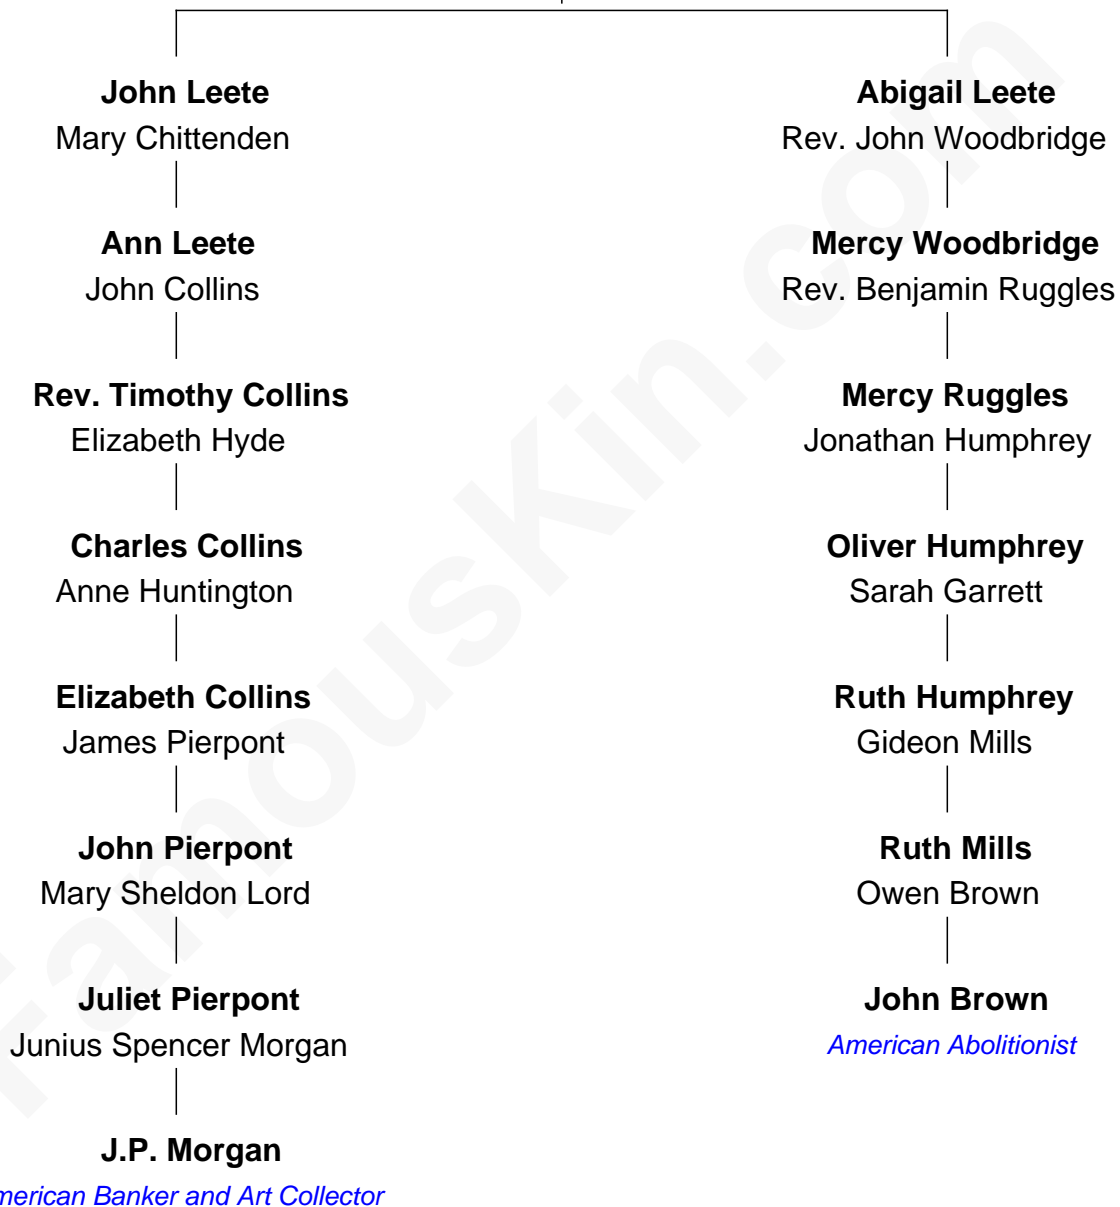 John Leete
Mary Chittenden
Ann Leete
John Collins
Rev. Timothy Collins
Elizabeth Hyde
Charles Collins
Anne Huntington
Elizabeth Collins
James Pierpont
John Pierpont
Mary Sheldon Lord
Juliet Pierpont
Junius Spencer Morgan
J.P. Morgan
merican Banker and Art Collector
Abigail Leete
Rev. John Woodbridge
Mercy Woodbridge
Rev. Benjamin Ruggles
Mercy Ruggles
Jonathan Humphrey
Oliver Humphrey
Sarah Garrett
Ruth Humphrey
Gideon Mills
Ruth Mills
Owen Brown
John Brown
American Abolitionist
FamousKin.com